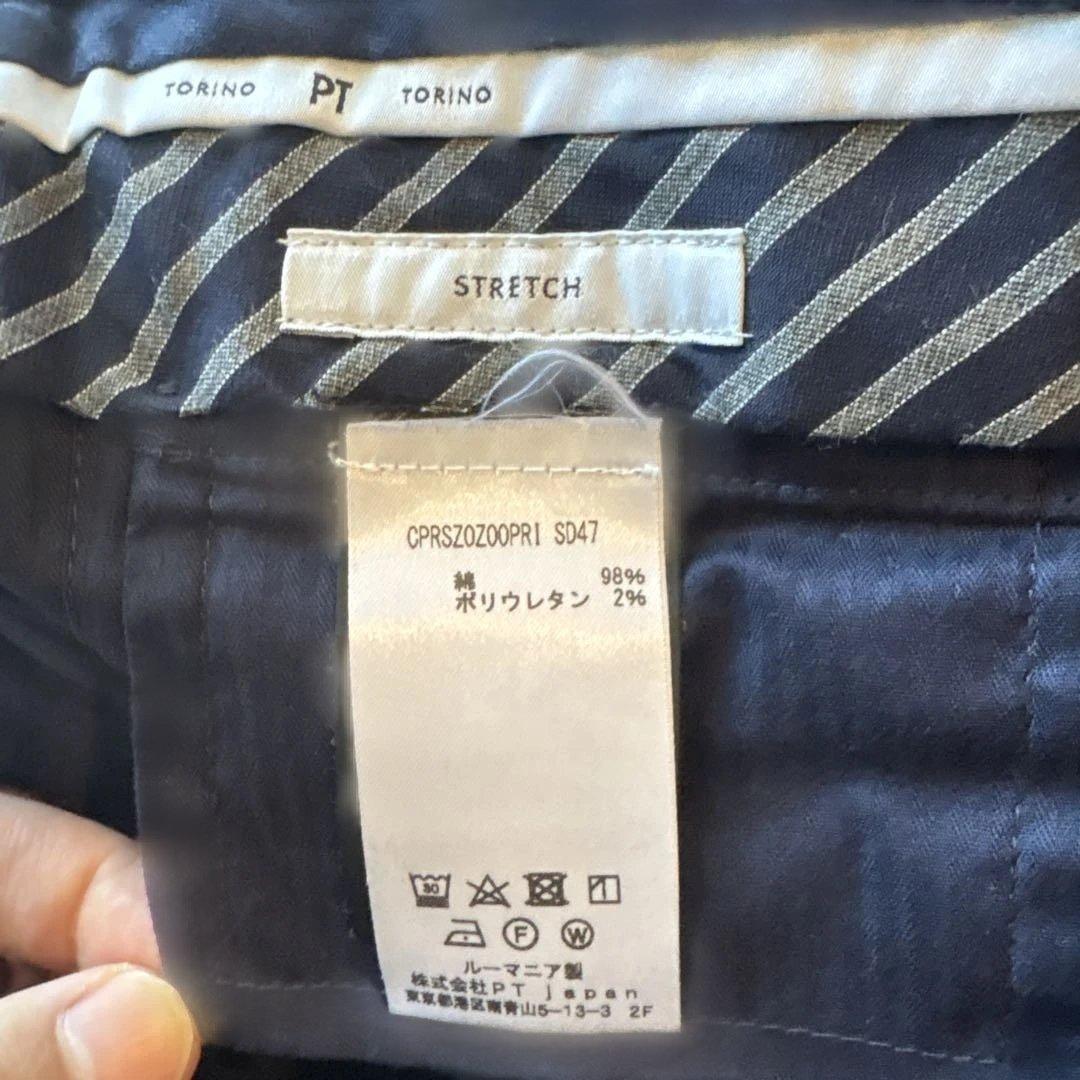 TORINO PT TORINO
STRETCH
CPRSZ0Z00PRI SD47
綿 98%
ポリウレタン 2%
30
F W
ルーマニア製
株式会社PT japan
東京都港区南青山5-13-3 2F